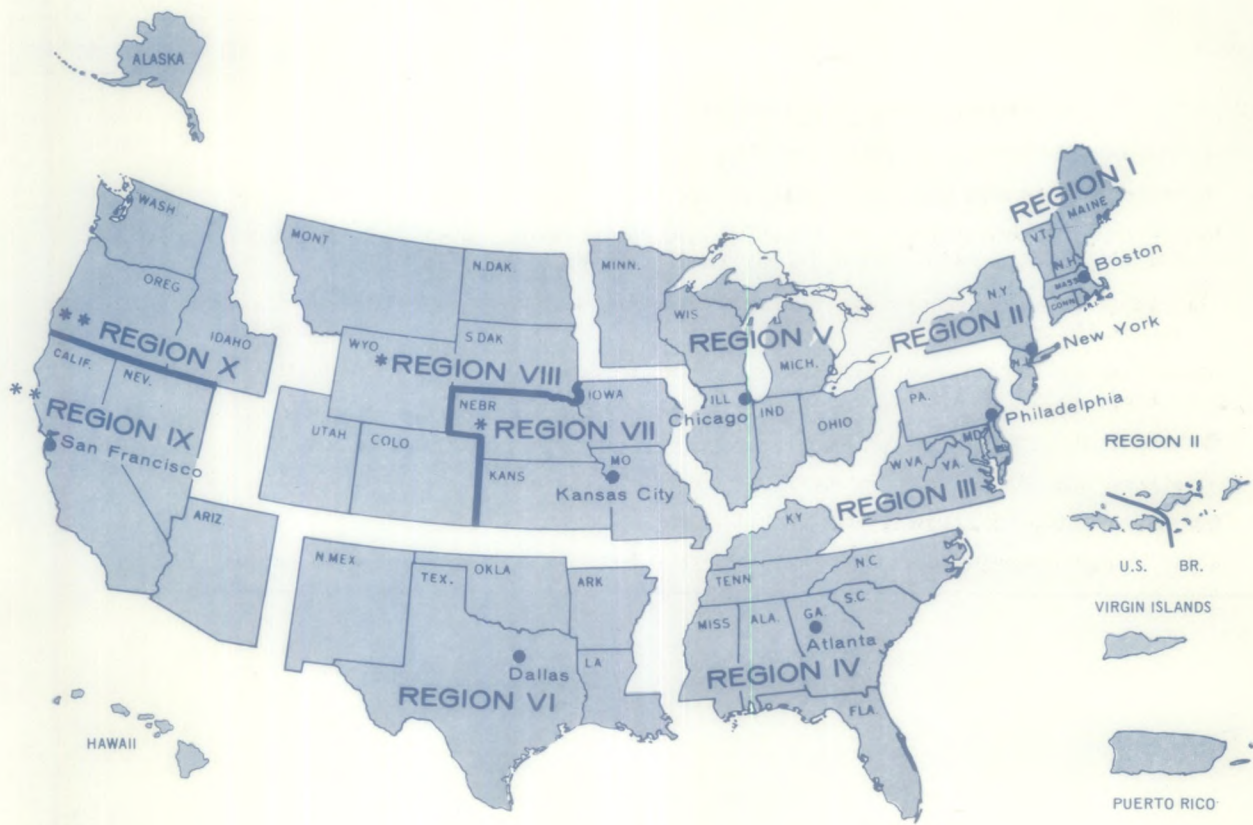 ALASKA
REGION I
WASH
MAINE
VT.
MONT
N.DAK.
MINN.
N.H.
Boston
OREG
MASS
N.Y.
CONN.
WIS
** REGION X
IDAHO
S.DAK
REGION V
REGION II
New York
WYO
*REGION VIII
CALIF.
NEV.
MICH.
N.J.
** REGION IX
NEBR
IOWA
ILL
PA.
Philadelphia
San Francisco
UTAH
COLO
* REGION VII
Chicago
IND
OHIO
MD
REGION II
W VA
VA.
KANS
MO
Kansas City
REGION III
ARIZ
KY
N.MEX.
TEX.
OKLA
ARK
TENN
N.C
U.S. BR.
S.C.
VIRGIN ISLANDS
MISS
ALA.
GA.
Atlanta
Dallas
LA
REGION IV
REGION VI
FLA.
HAWAII
PUERTO RICO